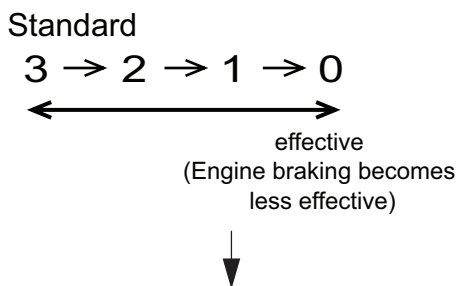 Standard
3 → 2 → 1 → 0
effective
(Engine braking becomes
less effective)